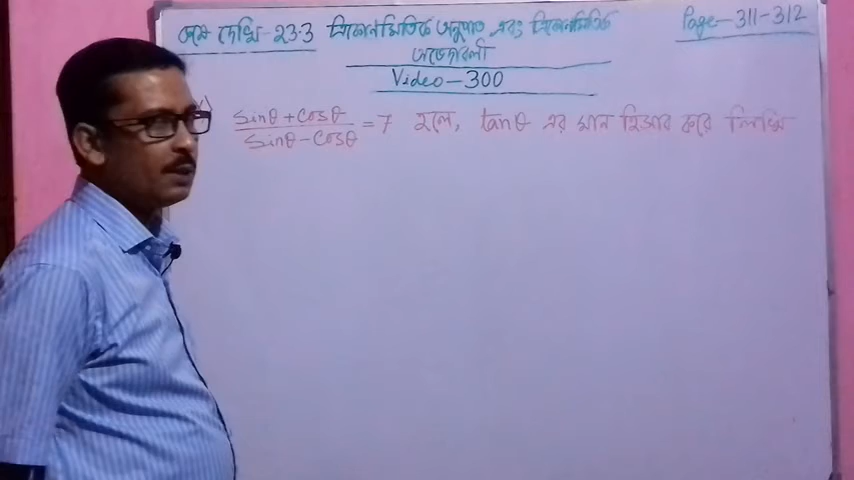 কষে দেখি - 23.3 ত্রিকোণমিতিক অনুপাত এবং ত্রিকোণমিতিক Page - 311-312
অভেদাবলী
Video - 300
sinθ + cosθ / sinθ - cosθ = 7 হলে, tanθ এর মান হিসাব করে লিখি